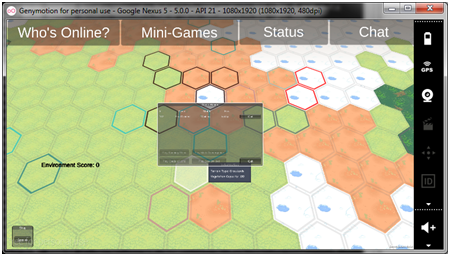 Genymotion for personal use - Google Nexus 5 - 5.0.0 - API 21 - 1080x1920 (1080x1920, 480dpi)
Who's Online?
Mini-Games
Status
Chat
GPS
Environment Score: 0
ID